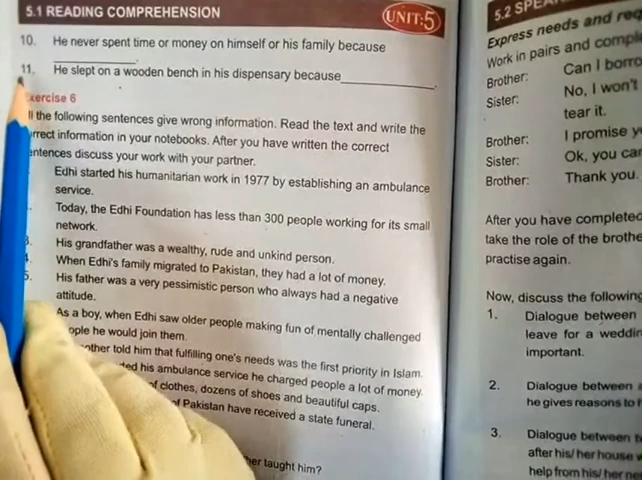 5.1 READING COMPREHENSION
UNIT:5
10. He never spent time or money on himself or his family because
____________.
11. He slept on a wooden bench in his dispensary because____________.
Exercise 6
ll the following sentences give wrong information. Read the text and write the
rrect information in your notebooks. After you have written the correct
entences discuss your work with your partner.
Edhi started his humanitarian work in 1977 by establishing an ambulance
service.
Today, the Edhi Foundation has less than 300 people working for its small
network.
3. His grandfather was a wealthy, rude and unkind person.
4. When Edhi's family migrated to Pakistan, they had a lot of money.
5. His father was a very pessimistic person who always had a negative
attitude.
As a boy, when Edhi saw older people making fun of mentally challenged
ople he would join them.
other told him that fulfilling one's needs was the first priority in Islam.
ted his ambulance service he charged people a lot of money.
of clothes, dozens of shoes and beautiful caps.
of Pakistan have received a state funeral.
her taught him?
5.2
Express needs and
Work in pairs and
Brother: Can I
Sister: No, I won't
tear it.
Brother: I promise
Sister: Ok, you can
Brother: Thank you.
After you have completed
take the role of the
practise again.
Now, discuss the following
1. Dialogue between
leave for a
important.
2. Dialogue between
he gives reasons to
3. Dialogue between
after his/ her house
help from his/ her